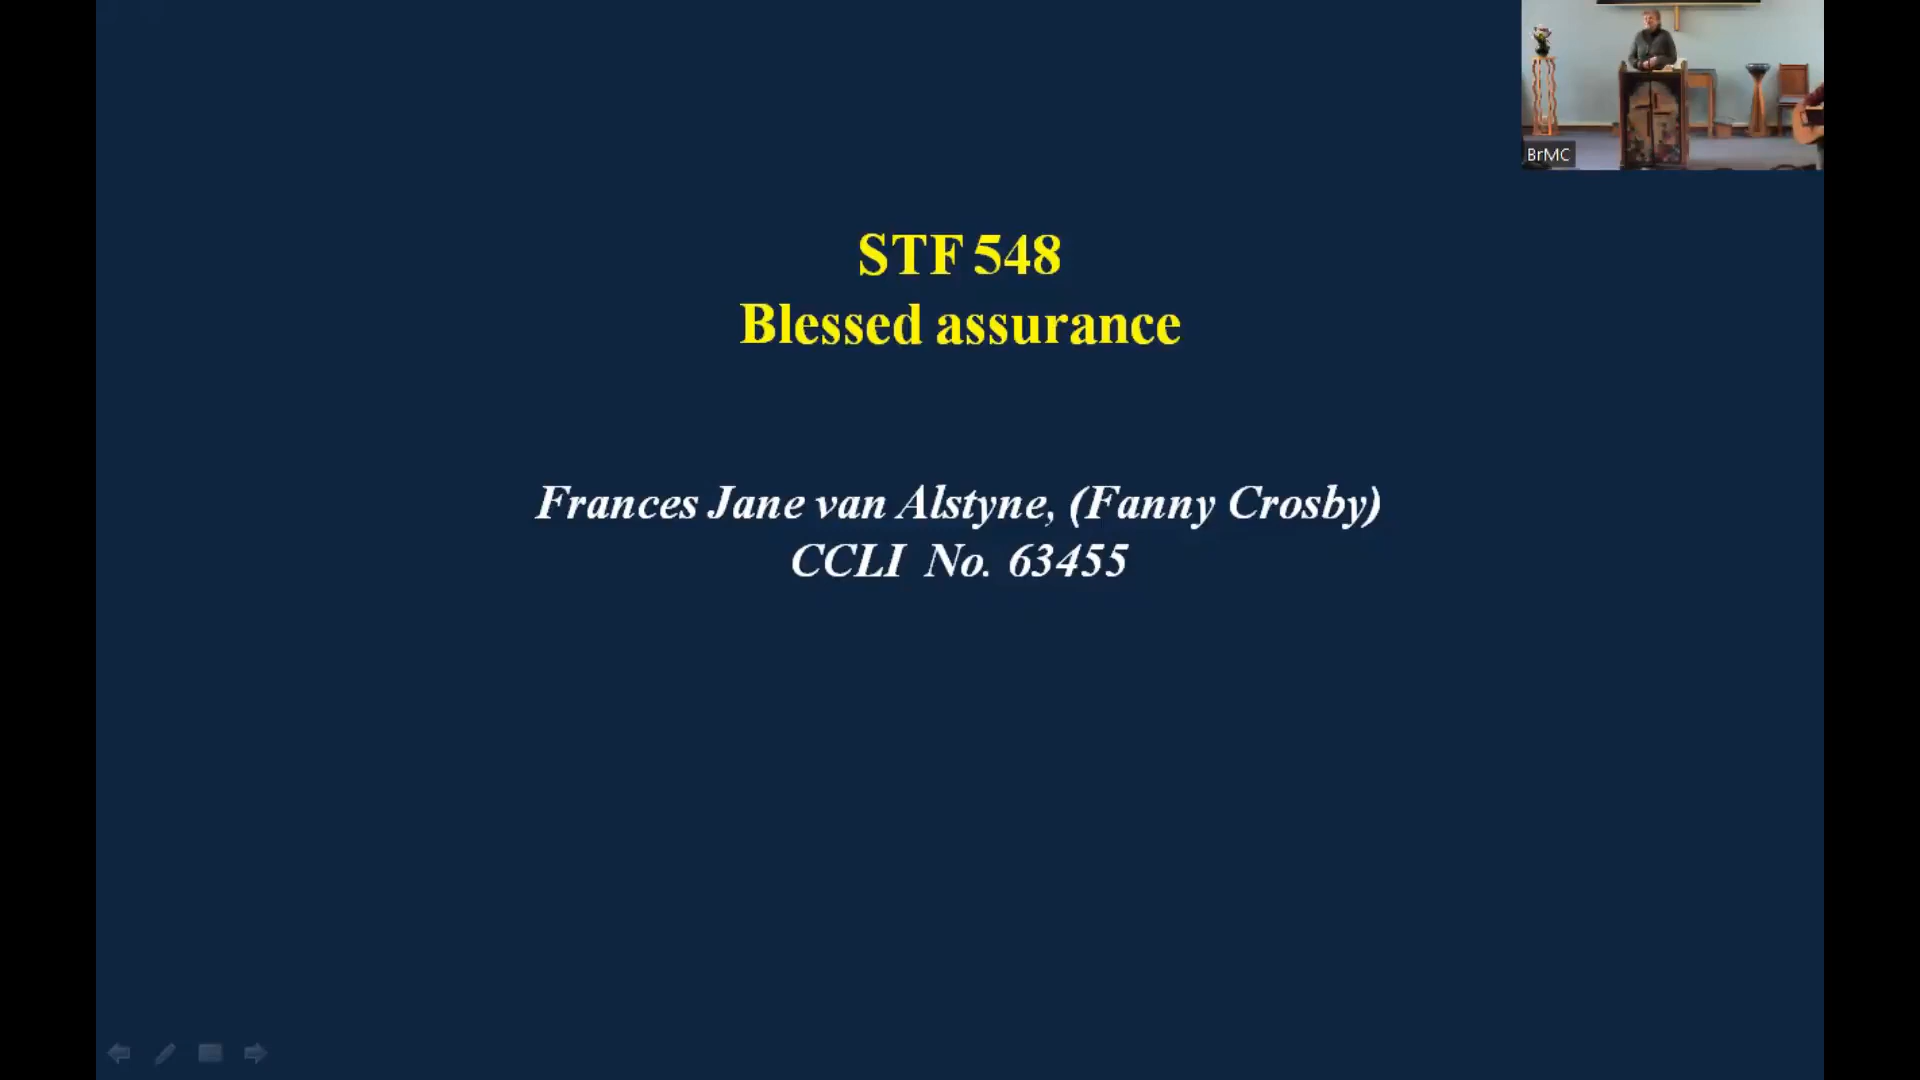 BrMC
STF 548
Blessed assurance
Frances Jane van Alstyne, (Fanny Crosby)
CCLI No. 63455